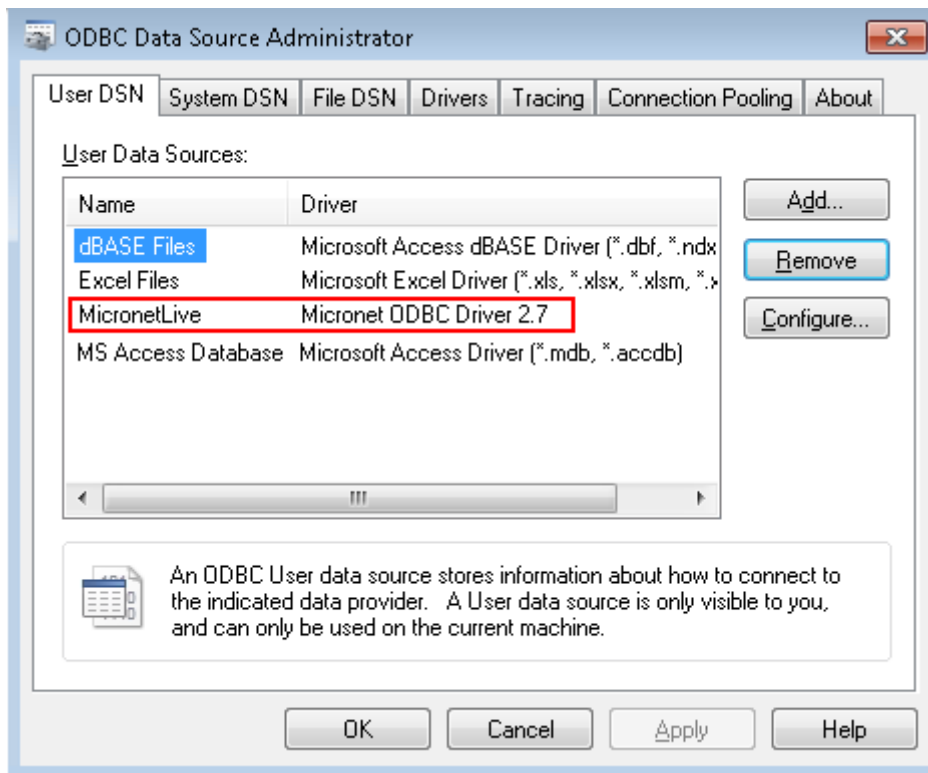 ODBC Data Source Administrator
User DSN System DSN File DSN Drivers Tracing Connection Pooling About
User Data Sources:
Name Driver
dBASE Files Microsoft Access dBASE Driver (*.dbf, *.ndx
Excel Files Microsoft Excel Driver (*.xls, *.xlsx, *.xlsm, *.x
MicronetLive Micronet ODBC Driver 2.7
MS Access Database Microsoft Access Driver (*.mdb, *.accdb)
Add...
Remove
Configure...
An ODBC User data source stores information about how to connect to
the indicated data provider. A User data source is only visible to you,
and can only be used on the current machine.
OK Cancel Apply Help